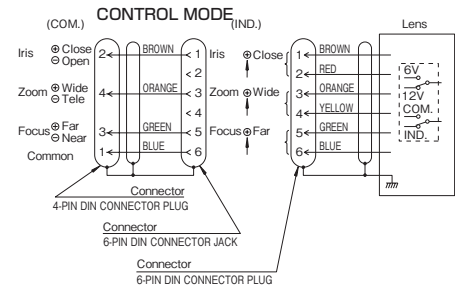 CONTROL MODE
(COM.) (IND.) Lens
Iris ⊕ Close ⊖ Open 2 BROWN 1 Iris ⊕ Close 1 BROWN
2 2 RED 6V
Zoom ⊕ Wide ⊖ Tele 4 ORANGE 3 Zoom ⊕ Wide 3 ORANGE 12V
4 4 YELLOW COM.
Focus ⊕ Far ⊖ Near 3 GREEN 5 Focus ⊕ Far 5 GREEN IND.
Common 1 BLUE 6 6 BLUE
Connector
4-PIN DIN CONNECTOR PLUG
Connector
6-PIN DIN CONNECTOR JACK
Connector
6-PIN DIN CONNECTOR PLUG